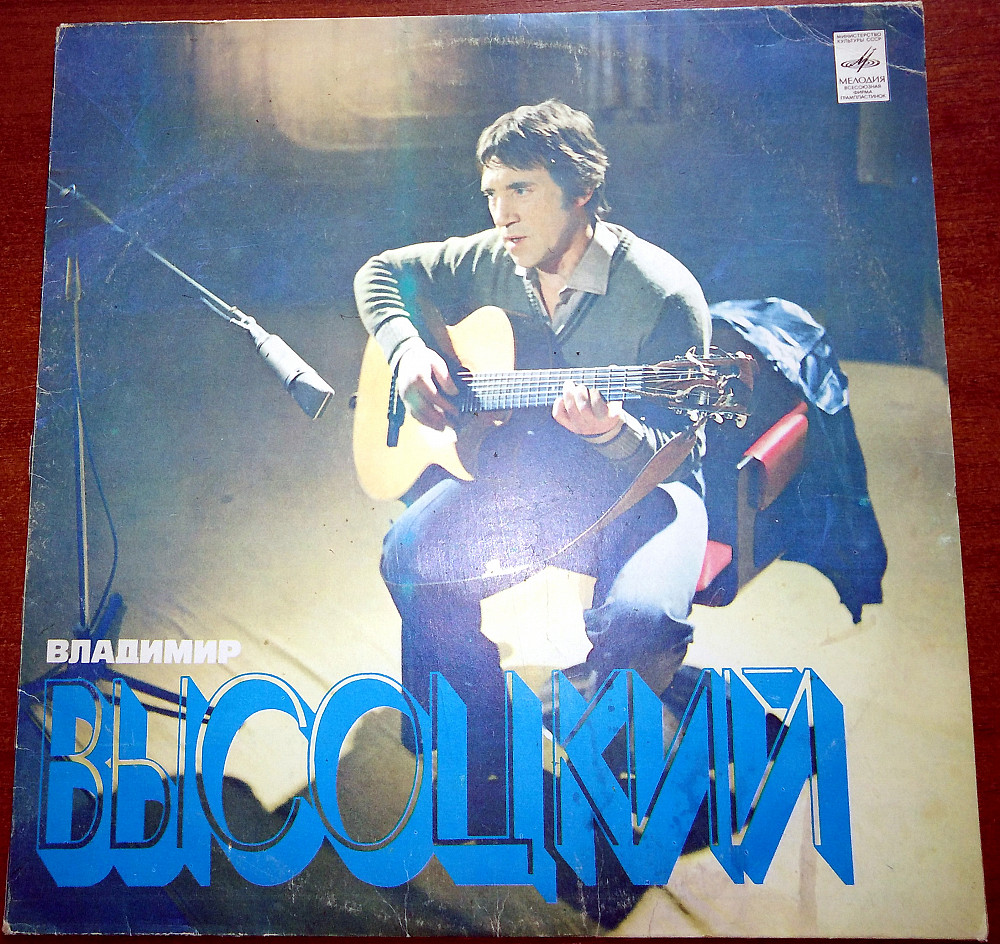 МИНИСТЕРСТВО
КУЛЬТУРЫ СССР
МЕЛОДИЯ
ВСЕСОЮЗНАЯ
ФИРМА
ГРАМПЛАСТИНОК
ВЛАДИМИР
ВЫСОЦКИЙ